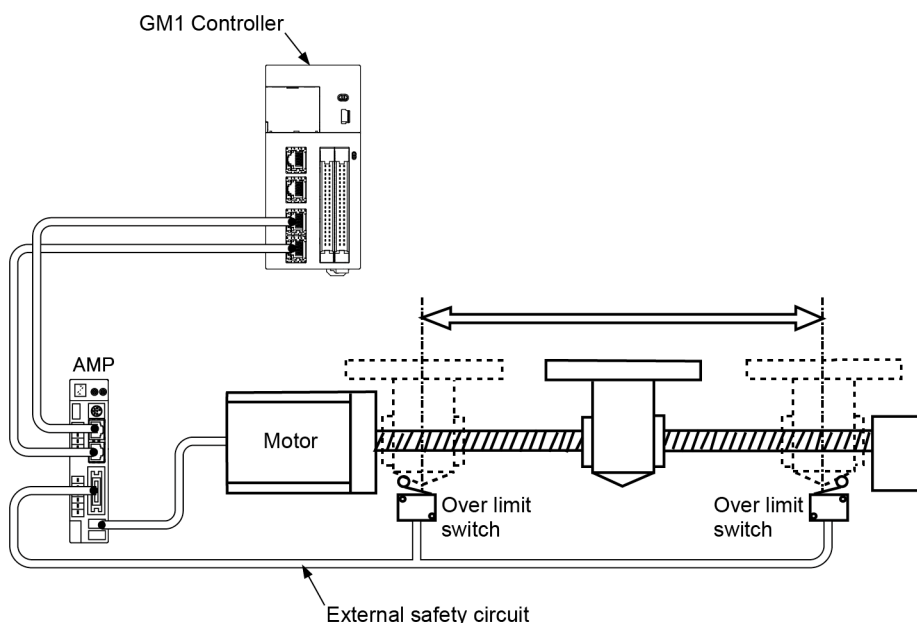 GM1 Controller
AMP
Motor
Over limit
switch
Over limit
switch
External safety circuit